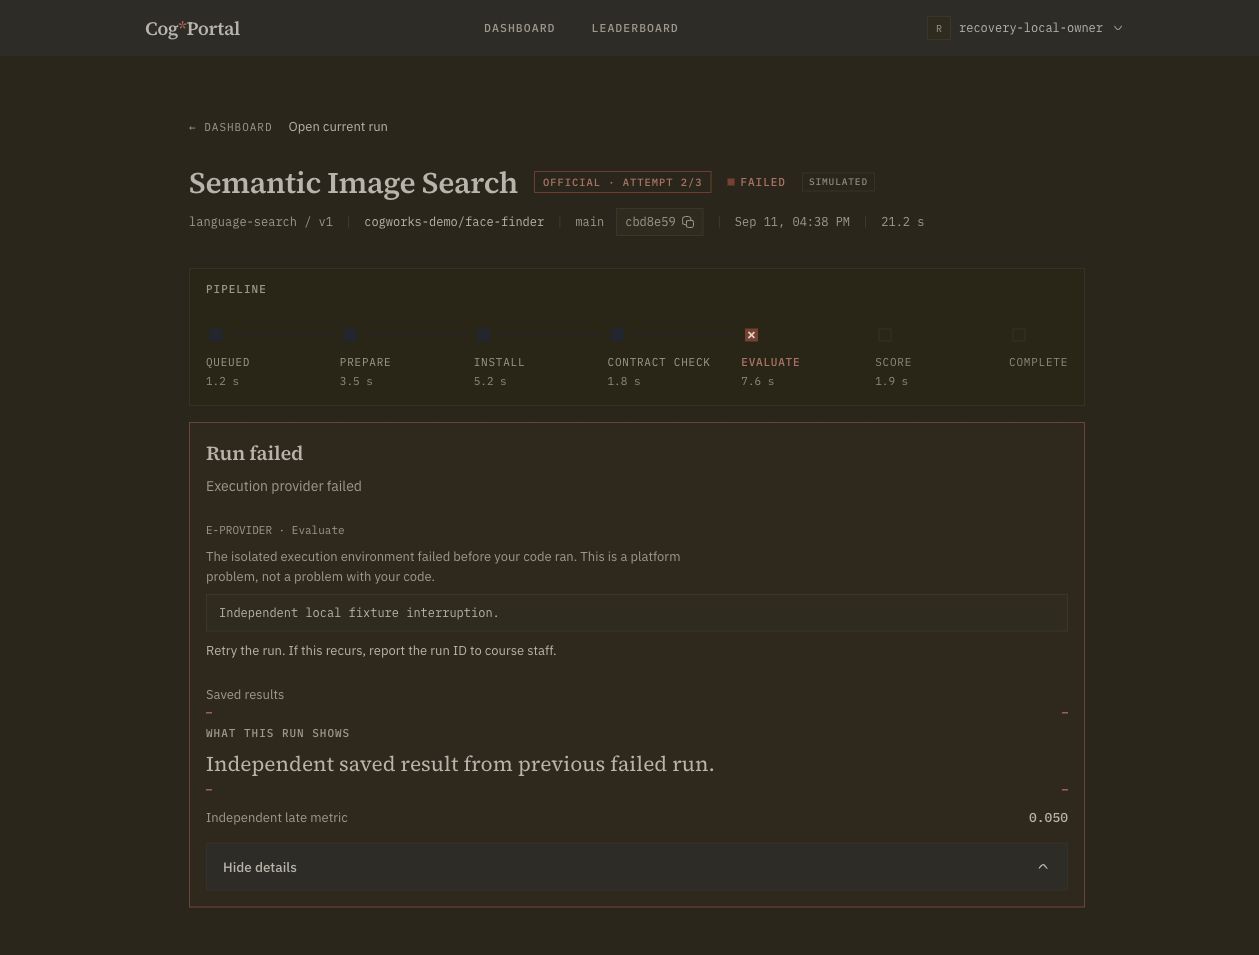 Cog*Portal
DASHBOARD LEADERBOARD
R recovery-local-owner
← DASHBOARD Open current run
Semantic Image Search OFFICIAL · ATTEMPT 2/3 FAILED SIMULATED
language-search / v1 | cogworks-demo/face-finder | main cbd8e59 | Sep 11, 04:38 PM | 21.2 s
PIPELINE
QUEUED PREPARE INSTALL CONTRACT CHECK EVALUATE SCORE COMPLETE
1.2 s 3.5 s 5.2 s 1.8 s 7.6 s 1.9 s
Run failed
Execution provider failed
E-PROVIDER · Evaluate
The isolated execution environment failed before your code ran. This is a platform
problem, not a problem with your code.
Independent local fixture interruption.
Retry the run. If this recurs, report the run ID to course staff.
Saved results
WHAT THIS RUN SHOWS
Independent saved result from previous failed run.
Independent late metric 0.050
Hide details